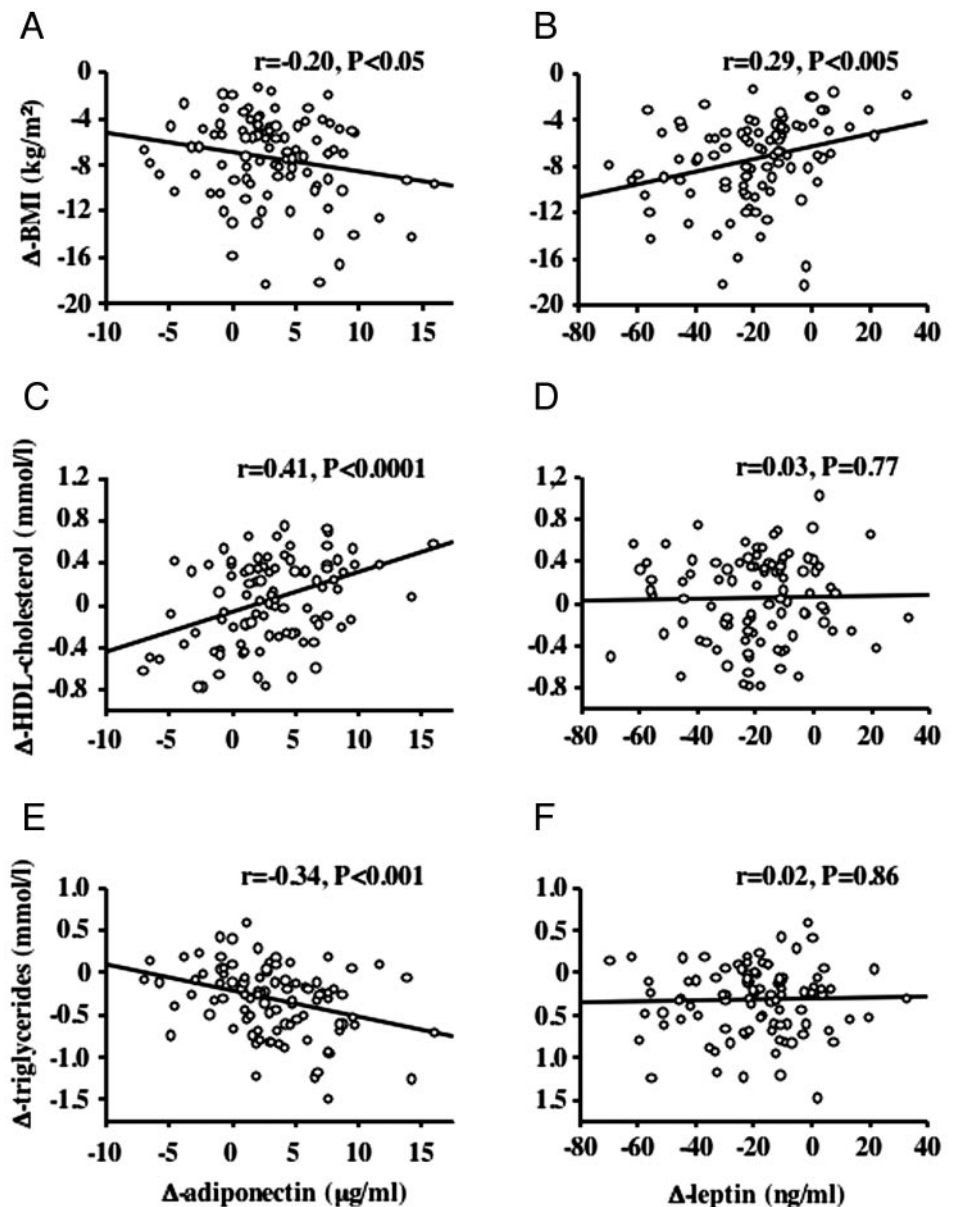 A
r=-0.20, P<0.05
Δ-BMI (kg/m²)
0
-4
-8
-12
-16
-20
-10 -5 0 5 10 15
B
r=0.29, P<0.005
0
-4
-8
-12
-16
-20
-80 -60 -40 -20 0 20 40
C
r=0.41, P<0.0001
Δ-HDL-cholesterol (mmol/l)
1.2
0.8
0.4
0
-0.4
-0.8
-10 -5 0 5 10 15
D
r=0.03, P=0.77
1,2
0.8
0.4
0
-0.4
-0.8
-80 -60 -40 -20 0 20 40
E
r=-0.34, P<0.001
Δ-triglycerides (mmol/l)
1.0
0.5
0
-0.5
-1.0
-1.5
-10 -5 0 5 10 15
Δ-adiponectin (µg/ml)
F
r=0.02, P=0.86
1.0
0.5
0
0.5
1.0
1.5
-80 -60 -40 -20 0 20 40
Δ-leptin (ng/ml)